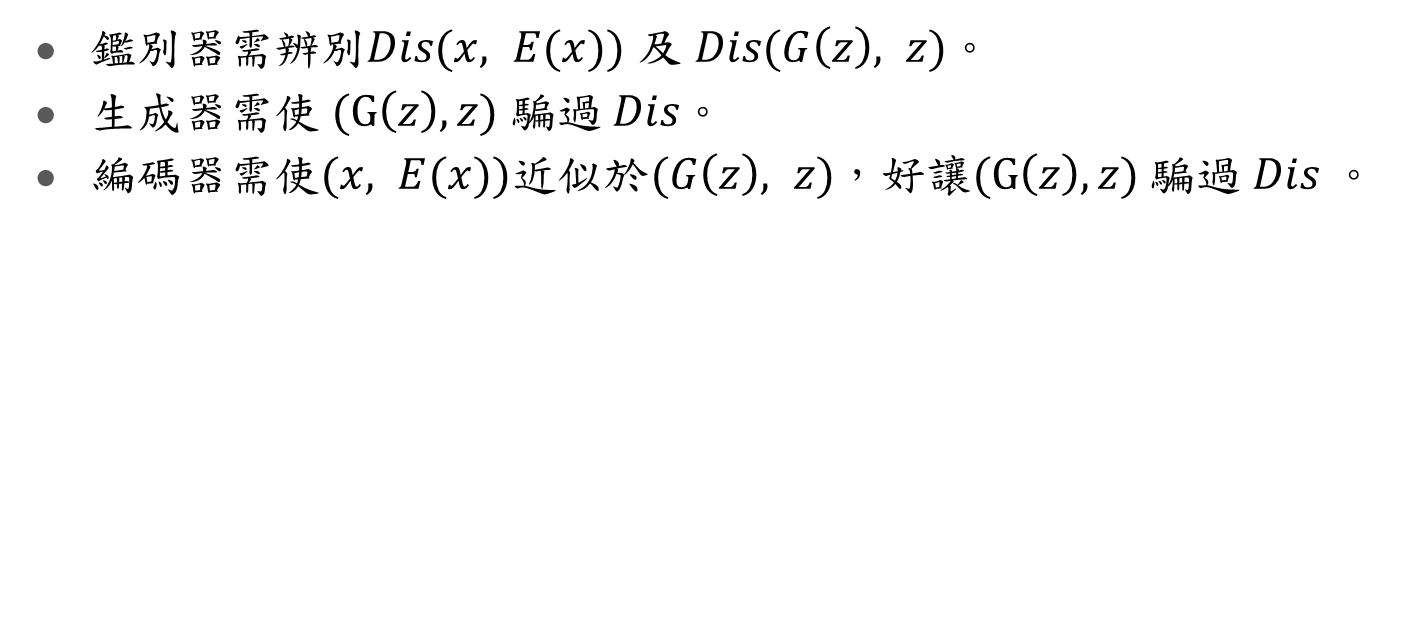 • 鑑別器需辨別Dis(x, E(x)) 及 Dis(G(z), z)。
• 生成器需使 (G(z),z) 騙過 Dis。
• 編碼器需使(x, E(x))近似於(G(z), z)，好讓(G(z),z) 騙過 Dis 。